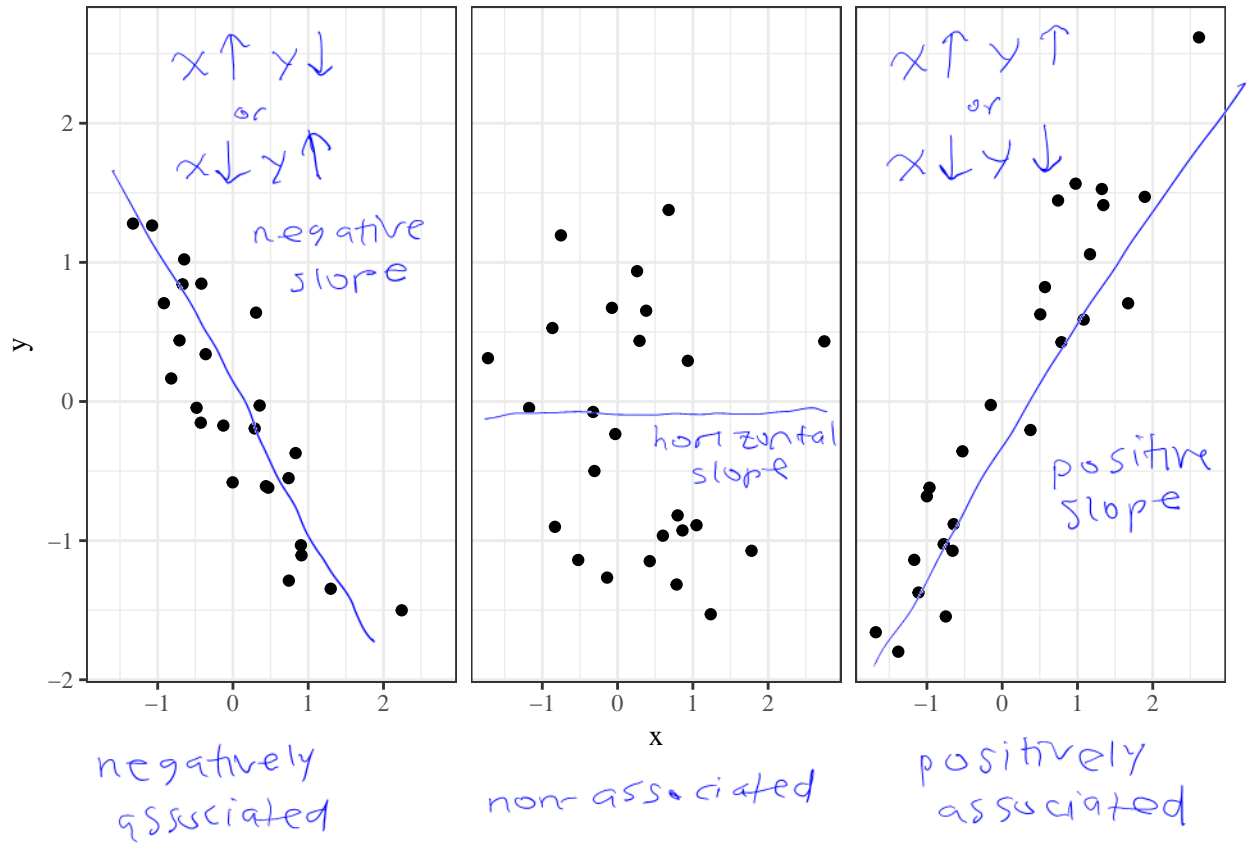 X ↑ Y ↓
or
X ↓ Y ↑
negative
slope
horizontal
slope
X ↑ Y ↑
or
X ↓ Y ↓
positive
slope
y
2
1
0
−1
−2
−1 0 1 2
−1 0 1 2
−1 0 1 2
x
negatively
associated
non-associated
positively
associated